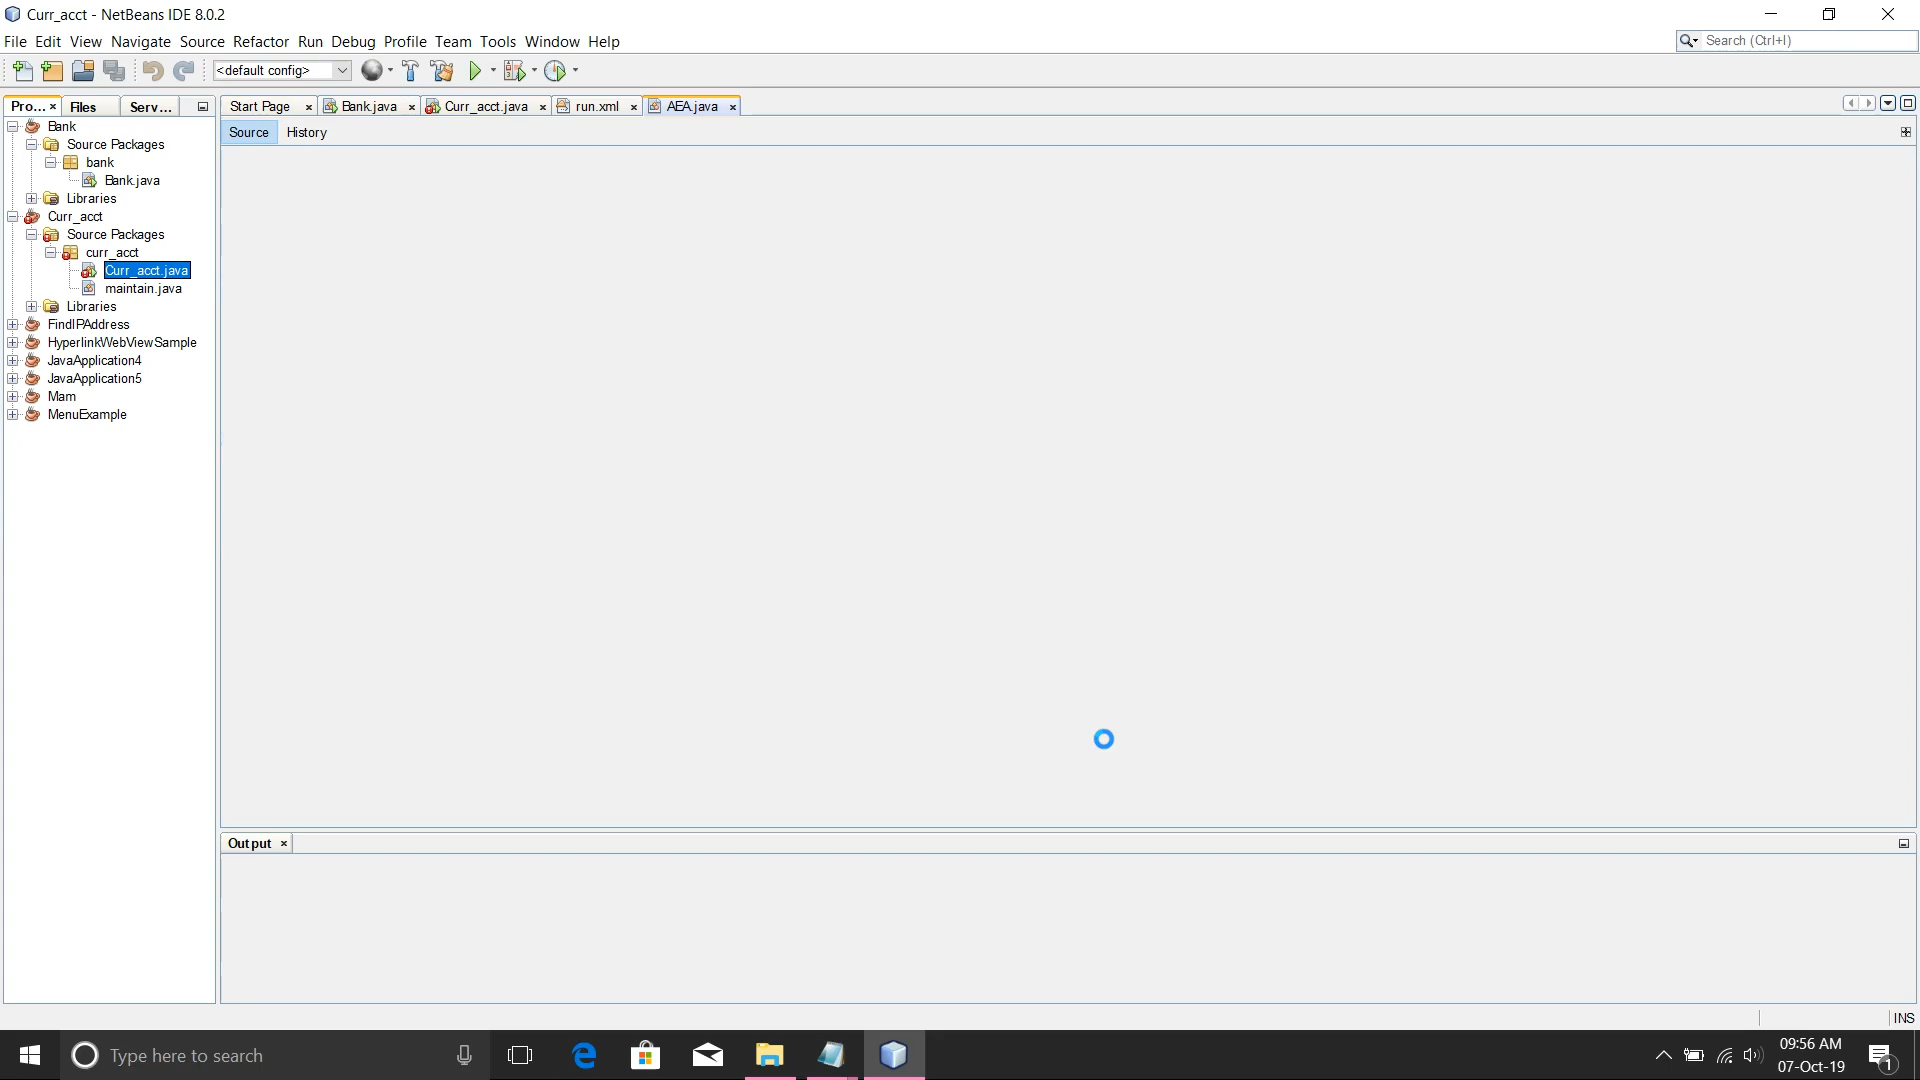 Curr_acct - NetBeans IDE 8.0.2
File Edit View Navigate Source Refactor Run Debug Profile Team Tools Window Help
Search (Ctrl+I)
<default config>
Pro... Files Serv...
Start Page Bank.java Curr_acct.java run.xml AEA.java
Source History
Bank
Source Packages
bank
Bank.java
Libraries
Curr_acct
Source Packages
curr_acct
Curr_acct.java
maintain.java
Libraries
FindIPAddress
HyperlinkWebViewSample
JavaApplication4
JavaApplication5
Mam
MenuExample
Output
INS
Type here to search
09:56 AM
07-Oct-19
1